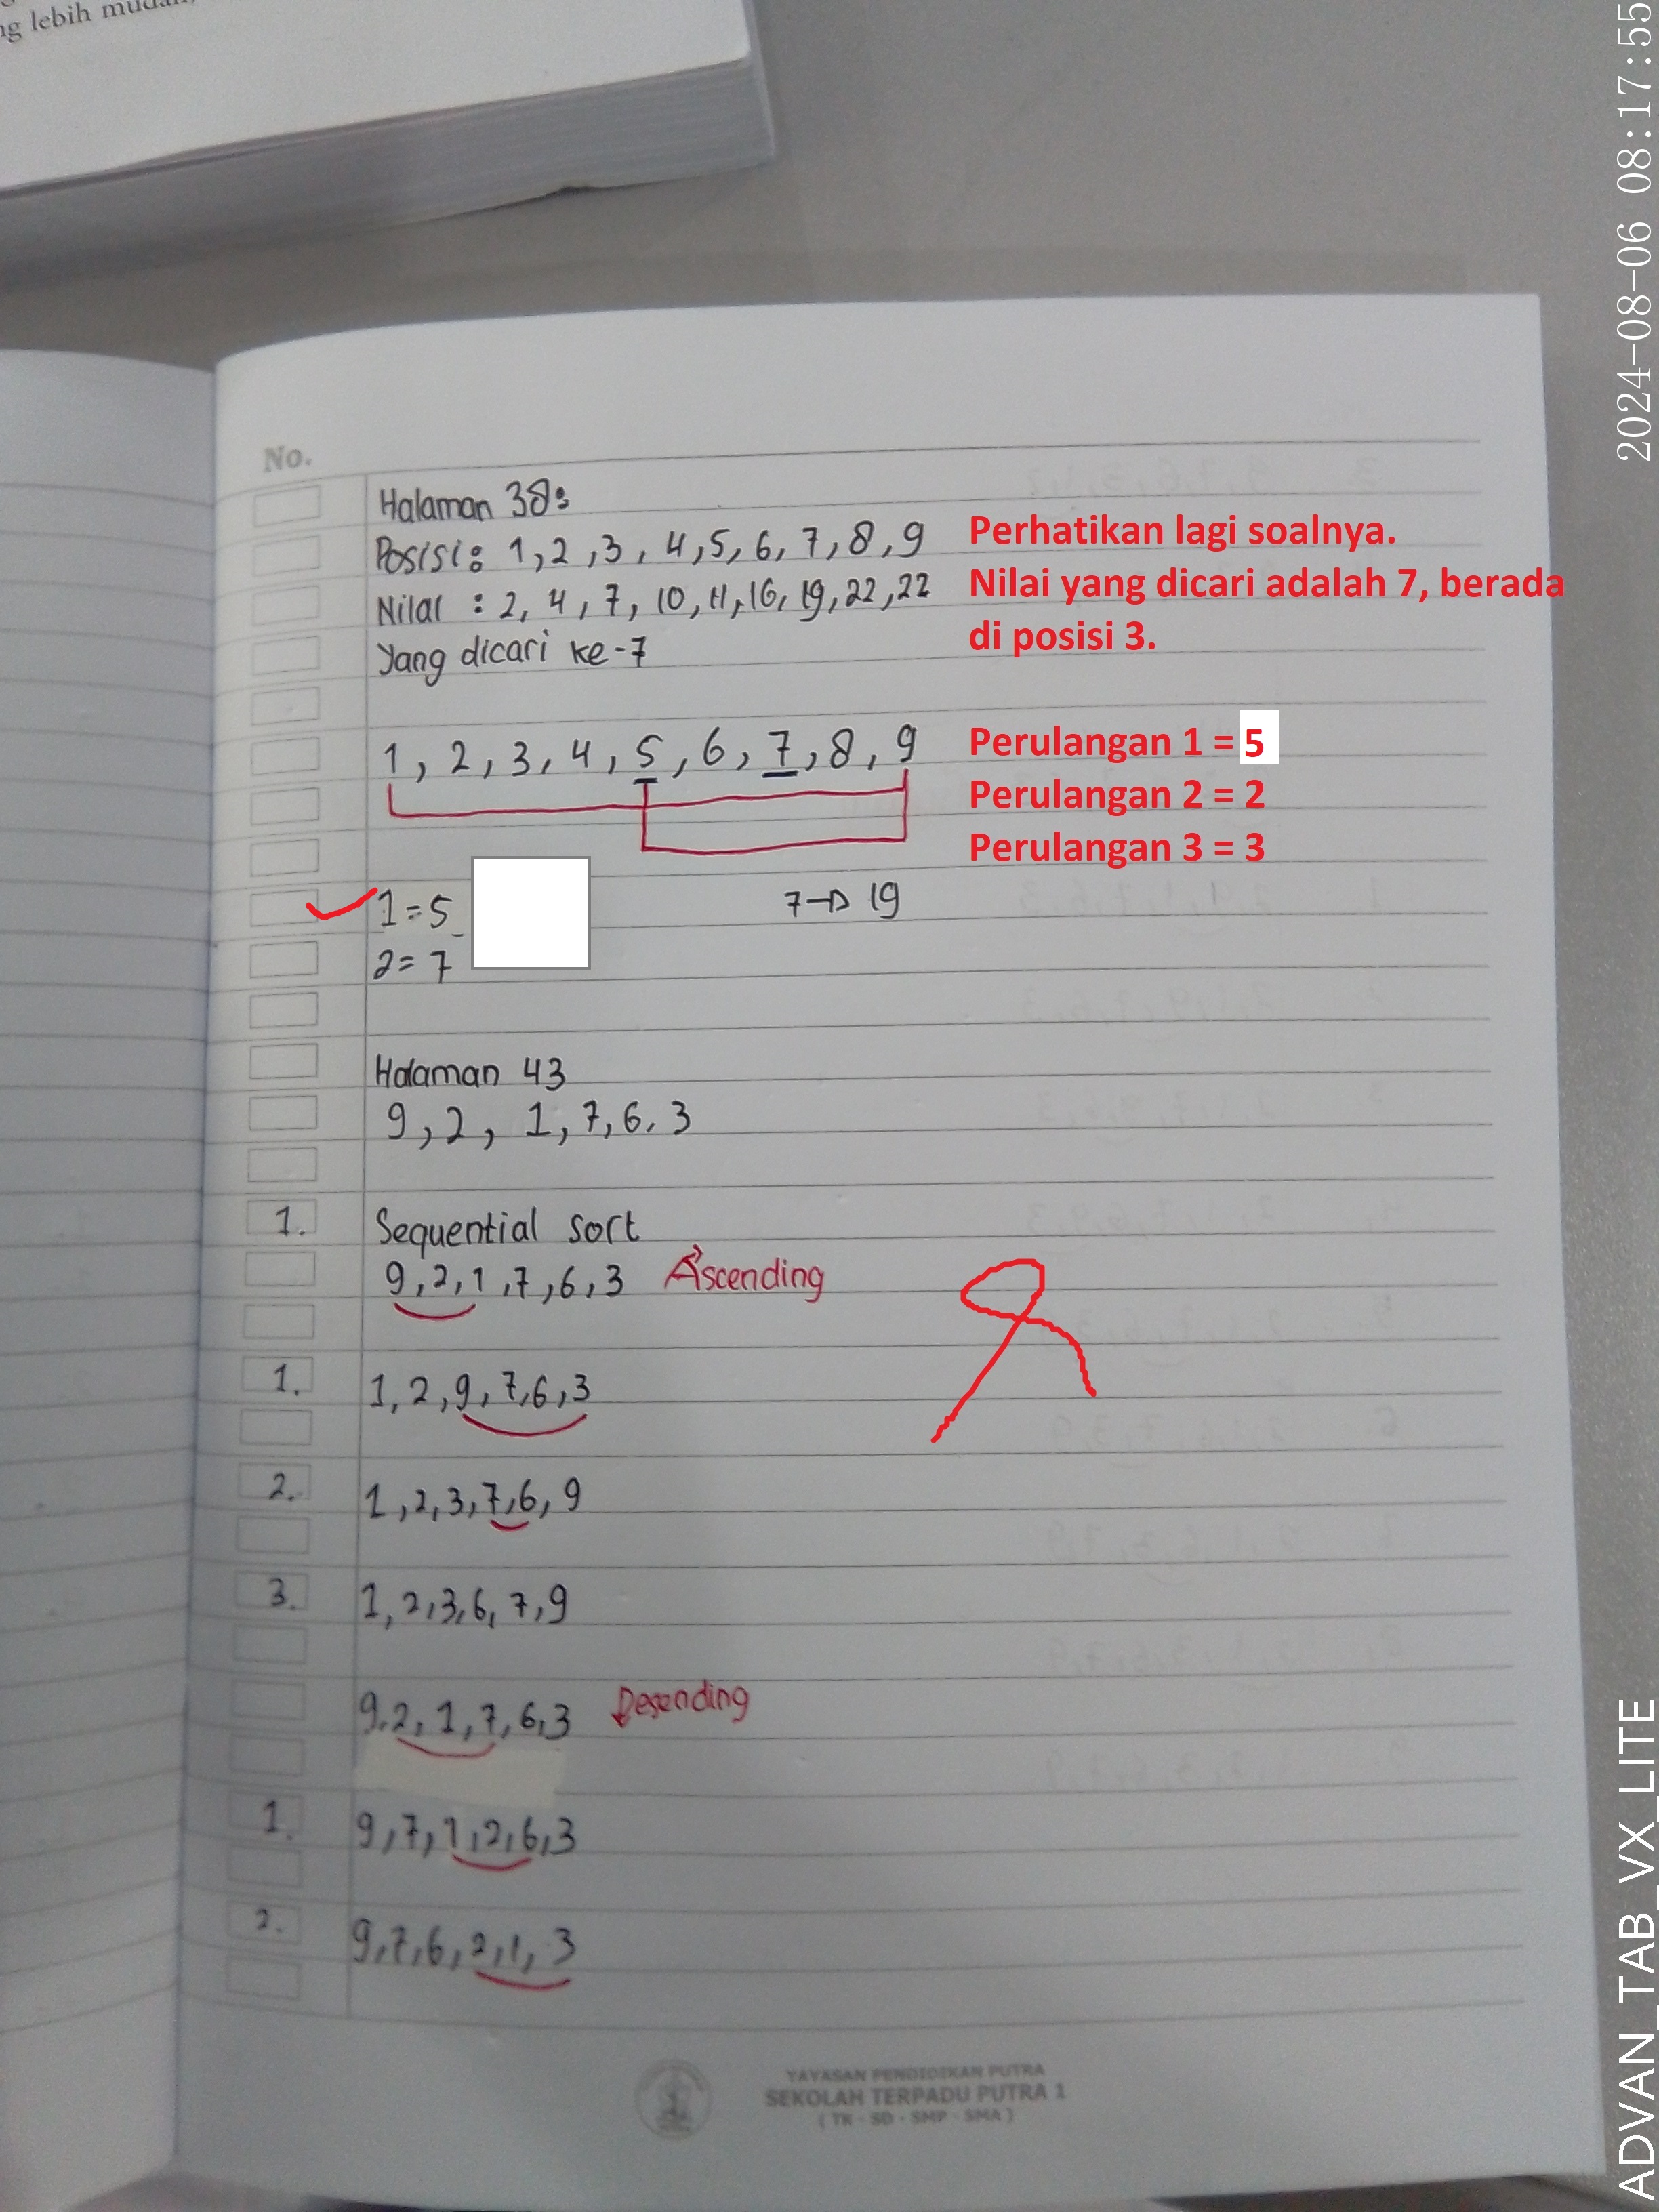 ng lebih mudah,
2024-08-06 08:17:55
No.
Halaman 38:
Posisi: 1, 2, 3, 4, 5, 6, 7, 8, 9
Nilai : 2, 4, 7, 10, 11, 16, 19, 22, 22
Yang dicari ke-7
Perhatikan lagi soalnya.
Nilai yang dicari adalah 7, berada
di posisi 3.
1, 2, 3, 4, 5, 6, 7, 8, 9
Perulangan 1 = 5
Perulangan 2 = 2
Perulangan 3 = 3
1 = 5
2 = 7
7 → 19
Halaman 43
9, 2, 1, 7, 6, 3
1. Sequential sort
9, 2, 1, 7, 6, 3 Ascending
1. 1, 2, 9, 7, 6, 3
2. 1, 2, 3, 7, 6, 9
3. 1, 2, 3, 6, 7, 9
9, 2, 1, 7, 6, 3 Desending
1. 9, 7, 1, 2, 6, 3
2. 9, 7, 6, 2, 1, 3
YAYASAN PENDIDIKAN PUTRA
SEKOLAH TERPADU PUTRA 1
( TK - SD - SMP - SMA )
ADVAN_TAB_VX_LITE